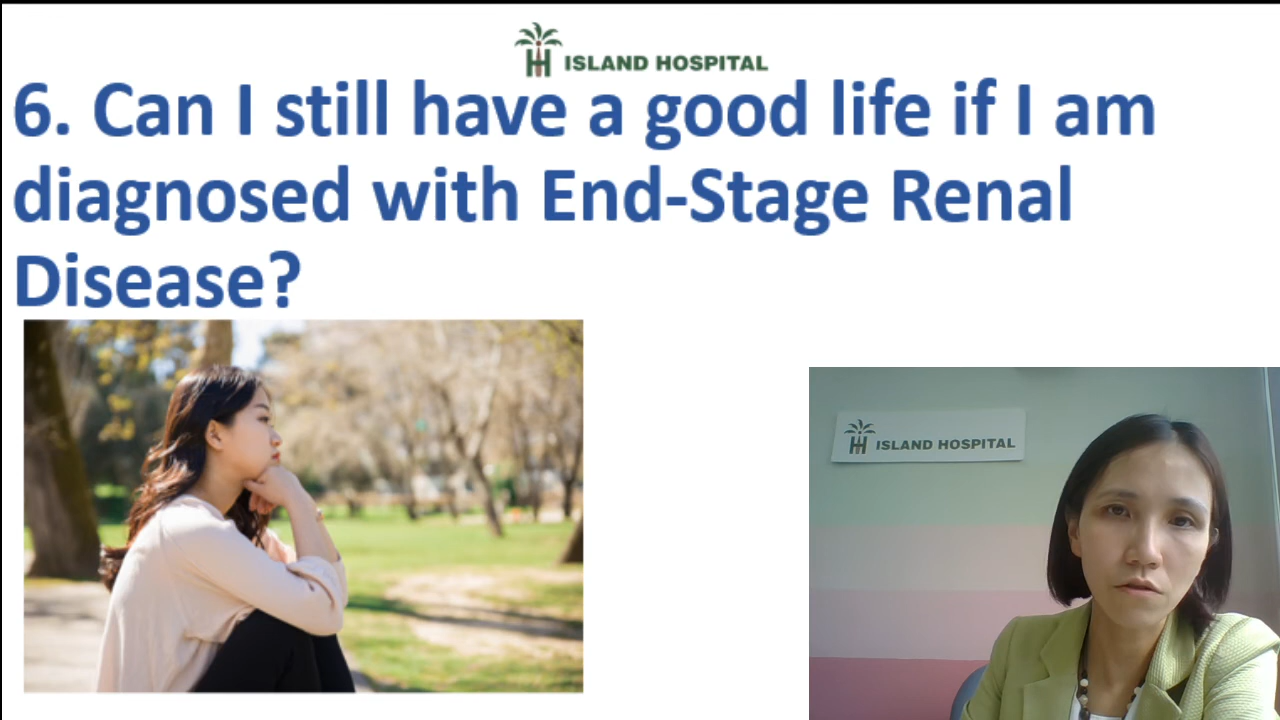 ISLAND HOSPITAL
6. Can I still have a good life if I am
diagnosed with End-Stage Renal
Disease?
ISLAND HOSPITAL